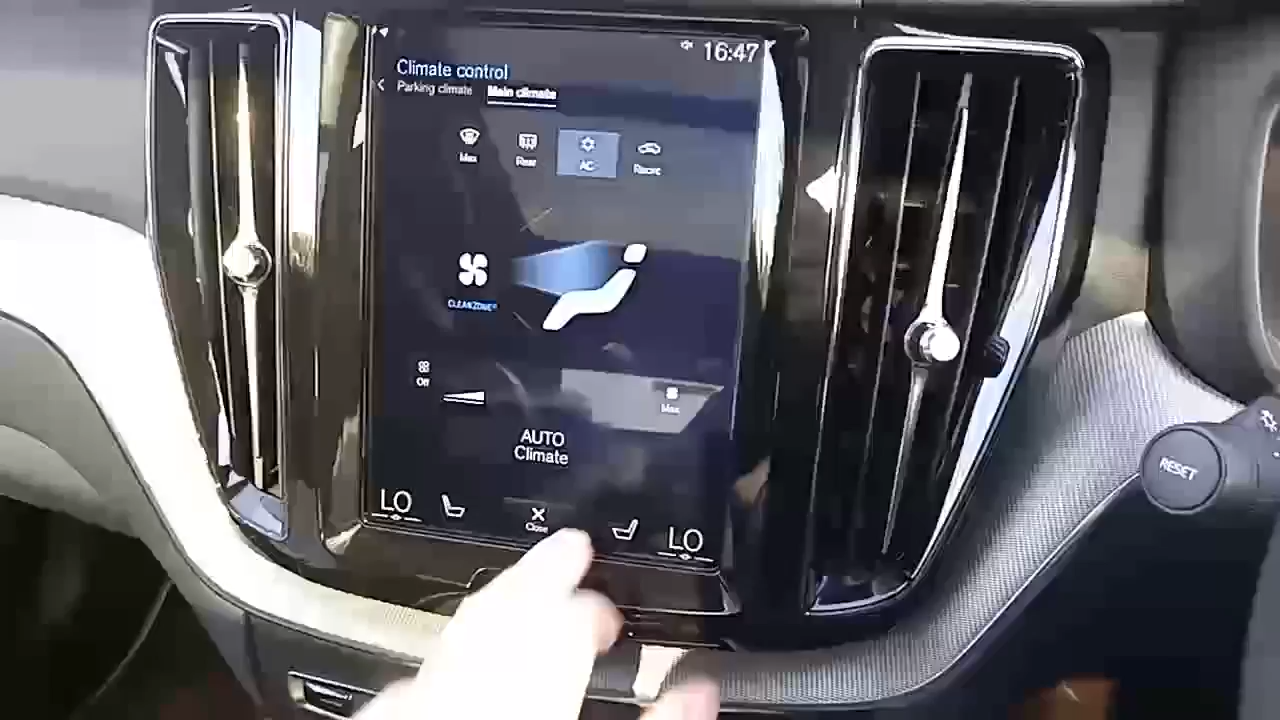 16:47
Climate control
Parking climate Main climate
Max Rear AC Recirc
CLEANZONE
Off
Max
AUTO
Climate
LO
Close
LO
RESET